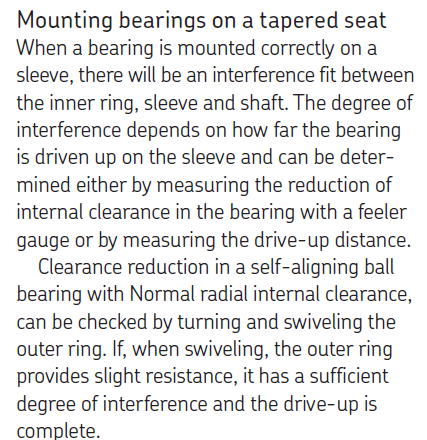 Mounting bearings on a tapered seat
When a bearing is mounted correctly on a
sleeve, there will be an interference fit between
the inner ring, sleeve and shaft. The degree of
interference depends on how far the bearing
is driven up on the sleeve and can be deter-
mined either by measuring the reduction of
internal clearance in the bearing with a feeler
gauge or by measuring the drive-up distance.
Clearance reduction in a self-aligning ball
bearing with Normal radial internal clearance,
can be checked by turning and swiveling the
outer ring. If, when swiveling, the outer ring
provides slight resistance, it has a sufficient
degree of interference and the drive-up is
complete.